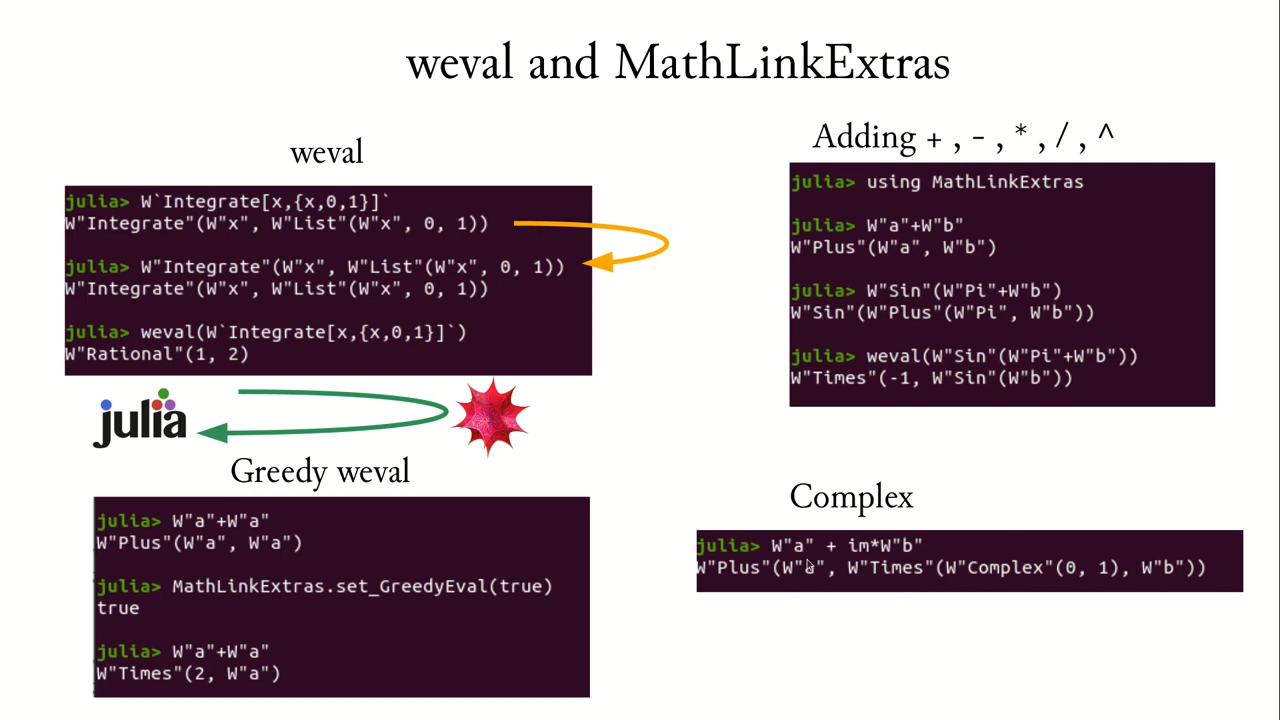 weval and MathLinkExtras
weval
julia> W`Integrate[x,{x,0,1}]`
W"Integrate"(W"x", W"List"(W"x", 0, 1))
julia> W"Integrate"(W"x", W"List"(W"x", 0, 1))
W"Integrate"(W"x", W"List"(W"x", 0, 1))
julia> weval(W`Integrate[x,{x,0,1}]`)
W"Rational"(1, 2)
julia
Greedy weval
julia> W"a"+W"a"
W"Plus"(W"a", W"a")
julia> MathLinkExtras.set_GreedyEval(true)
true
julia> W"a"+W"a"
W"Times"(2, W"a")
Adding + , - , * , / , ^
julia> using MathLinkExtras
julia> W"a"+W"b"
W"Plus"(W"a", W"b")
julia> W"Sin"(W"Pi"+W"b")
W"Sin"(W"Plus"(W"Pi", W"b"))
julia> weval(W"Sin"(W"Pi"+W"b"))
W"Times"(-1, W"Sin"(W"b"))
Complex
julia> W"a" + im*W"b"
W"Plus"(W"a", W"Times"(W"Complex"(0, 1), W"b"))